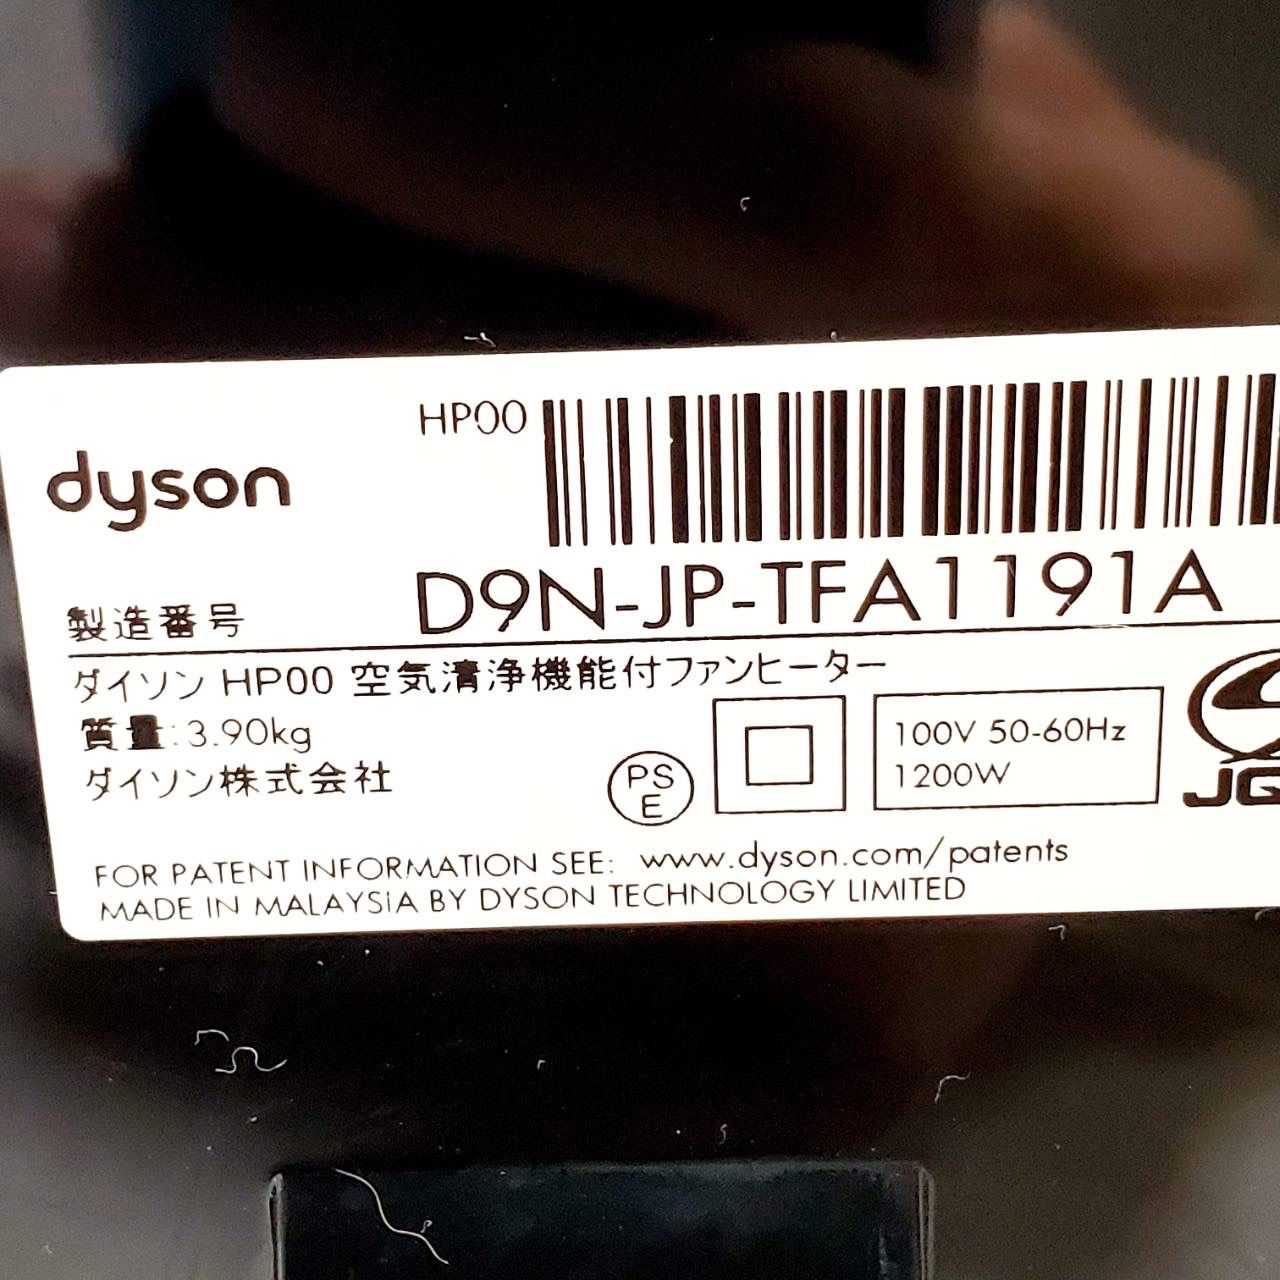 HP00
dyson
製造番号 D9N-JP-TFA1191A
ダイソン HP00 空気清浄機能付ファンヒーター
質量:3.90kg
ダイソン株式会社
PS
E
100V 50-60Hz
1200W
JQ
FOR PATENT INFORMATION SEE: www.dyson.com/patents
MADE IN MALAYSIA BY DYSON TECHNOLOGY LIMITED